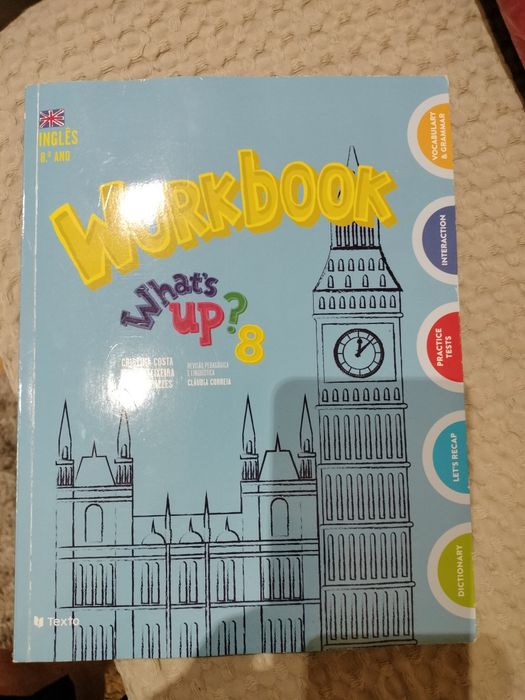 INGLÊS
8.º ANO
WORKBOOK
What's
up?
8
COSTA
REVISÃO PEDAGÓGICA
E LINGUÍSTICA
CLÁUDIA CORREIA
VOCABULARY
& GRAMMAR
INTERACTION
PRACTICE
TESTS
LET'S RECAP
DICTIONARY
Texto